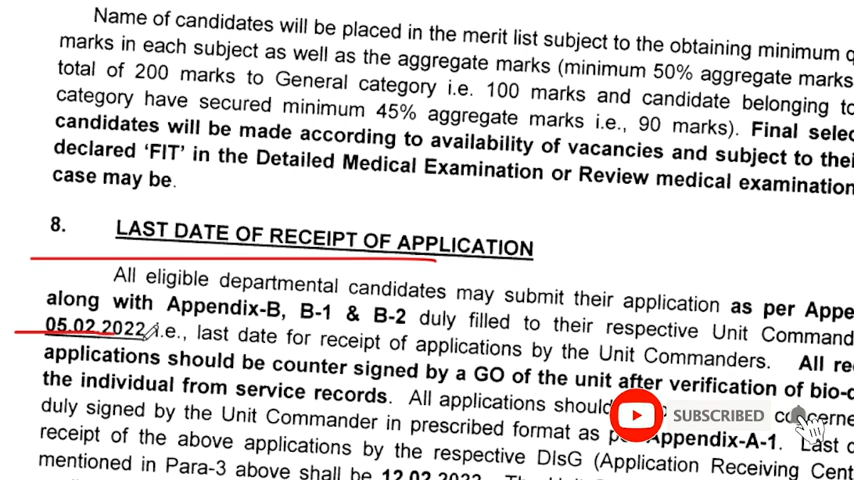 Name of candidates will be placed in the merit list subject to the obtaining minimum q
marks in each subject as well as the aggregate marks (minimum 50% aggregate marks
total of 200 marks to General category i.e. 100 marks and candidate belonging to
category have secured minimum 45% aggregate marks i.e., 90 marks). Final selec
candidates will be made according to availability of vacancies and subject to thei
declared 'FIT' in the Detailed Medical Examination or Review medical examination
case may be.
8. LAST DATE OF RECEIPT OF APPLICATION
All eligible departmental candidates may submit their application as per Appe
along with Appendix-B, B-1 & B-2 duly filled to their respective Unit Command
05.02.2022 i.e., last date for receipt of applications by the Unit Commanders. All re
applications should be counter signed by a GO of the unit after verification of bio-d
the individual from service records. All applications should concerne
duly signed by the Unit Commander in prescribed format as per Appendix-A-1. Last d
receipt of the above applications by the respective DIsG (Application Receiving Cent
mentioned in Para-3 above shall be 12.02.2022. The Unit
SUBSCRIBED